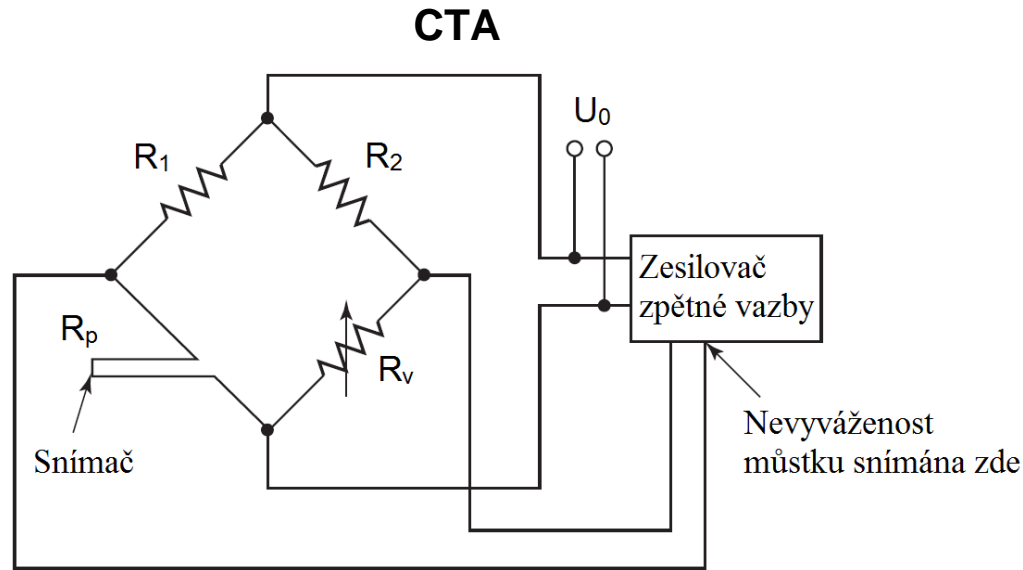 CTA
U₀
R₁
R₂
Zesilovač
zpětné vazby
Rₚ
Rᵥ
Snímač
Nevyváženost
můstku snímána zde